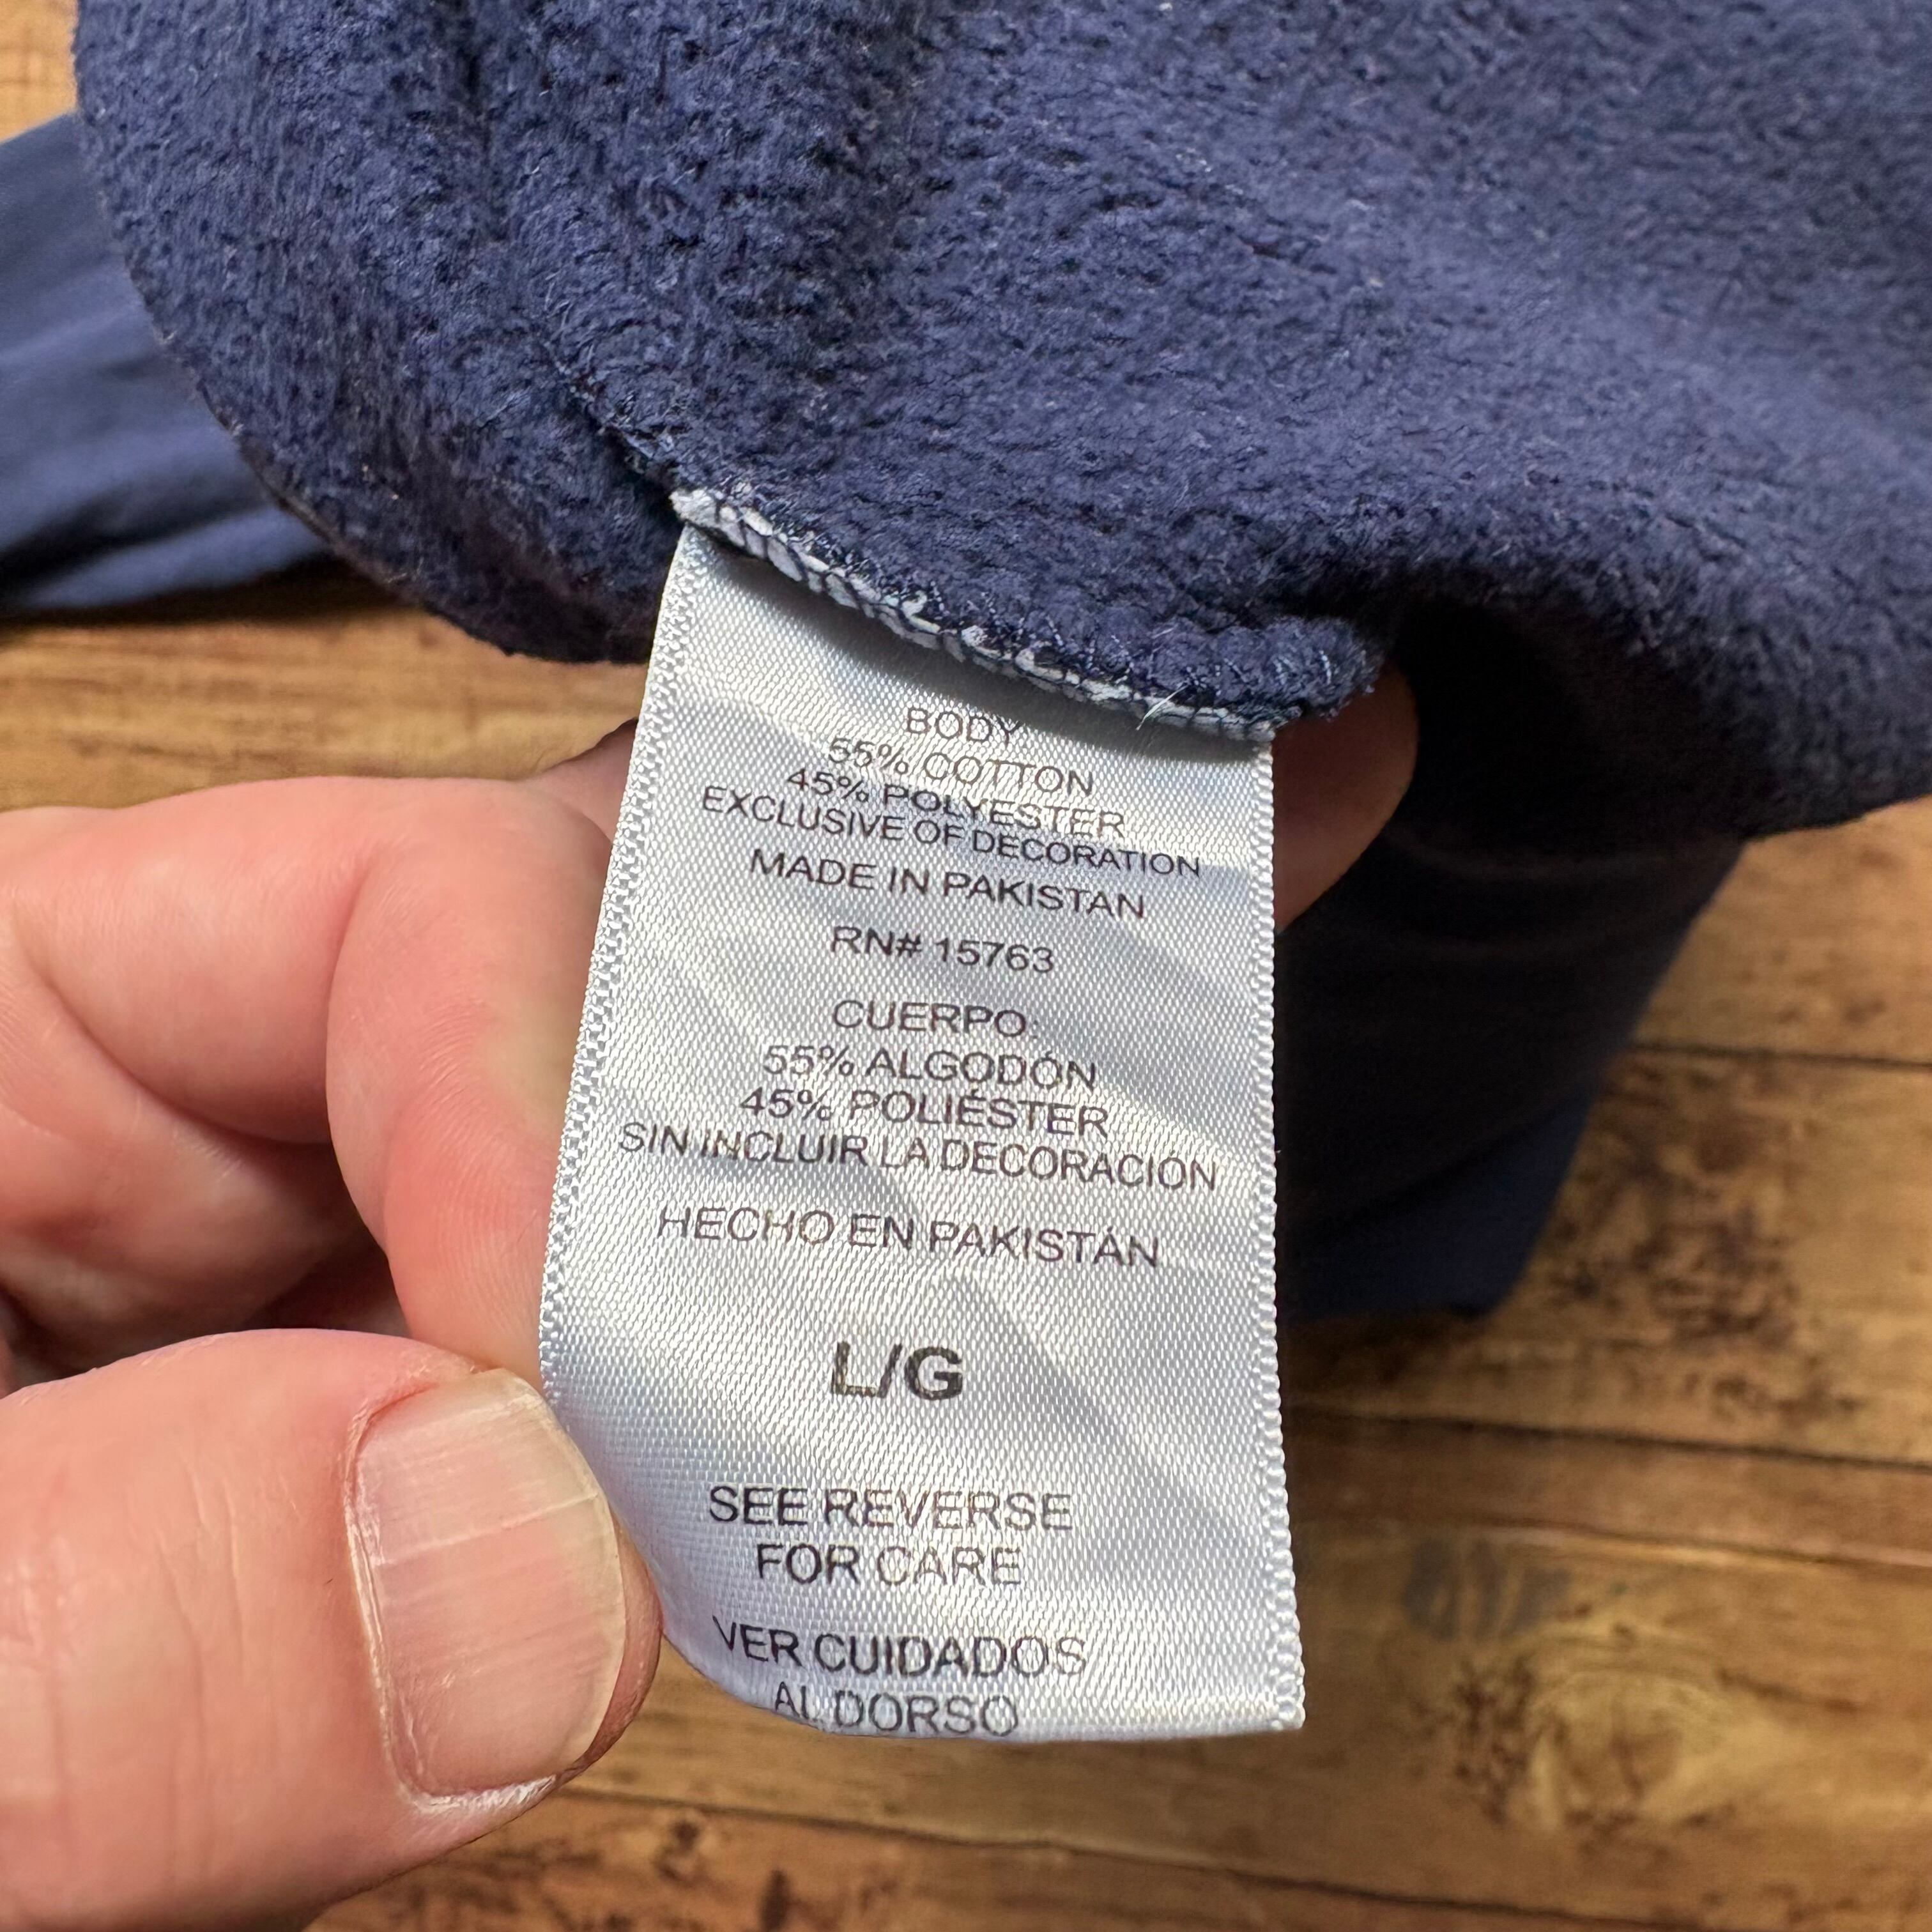 BODY:
55% COTTON
45% POLYESTER
EXCLUSIVE OF DECORATION
MADE IN PAKISTAN
RN# 15763
CUERPO:
55% ALGODÓN
45% POLIÉSTER
SIN INCLUIR LA DECORACION
HECHO EN PAKISTÁN
L/G
SEE REVERSE
FOR CARE
VER CUIDADOS
AL DORSO